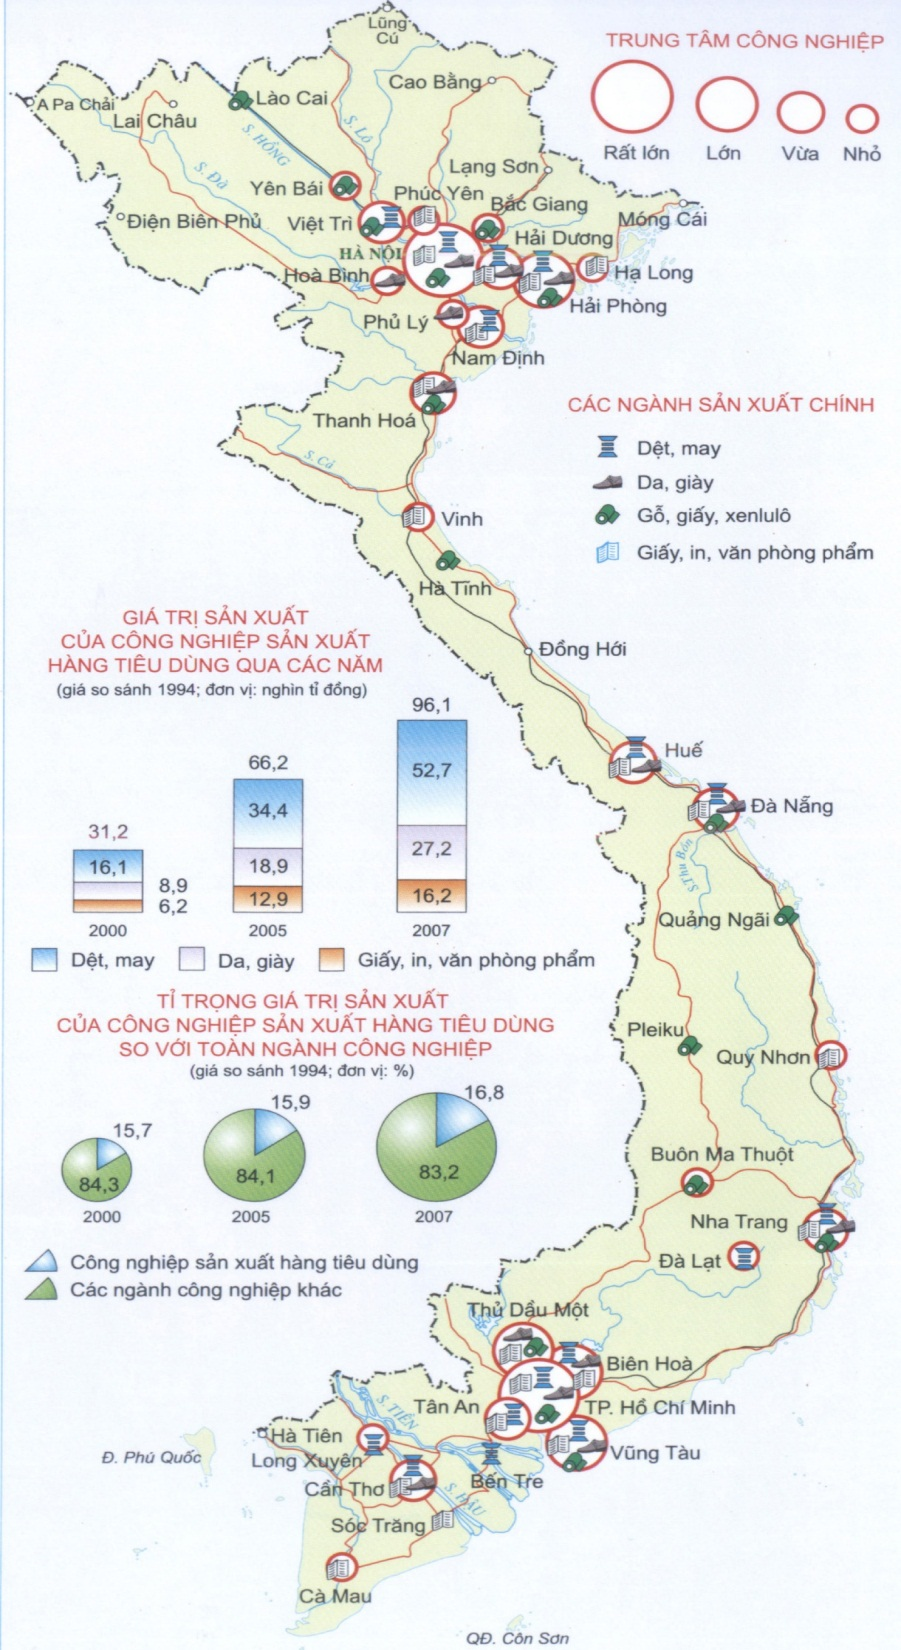 Lũng
Cú
TRUNG TÂM CÔNG NGHIỆP
Rất lớn
Lớn
Vừa
Nhỏ
A Pa Chải
Lai Châu
Lào Cai
Cao Bằng
S. HỒNG
S. Lô
S. Đà
Lạng Sơn
Yên Bái
Phúc Yên
Bắc Giang
Móng Cái
Điện Biên Phủ
Việt Trì
Hải Dương
HÀ NỘI
Hoà Bình
Hạ Long
Hải Phòng
Phủ Lý
Nam Định
Thanh Hoá
S. Cả
CÁC NGÀNH SẢN XUẤT CHÍNH
Dệt, may
Da, giày
Gỗ, giấy, xenlulô
Giấy, in, văn phòng phẩm
Vinh
Hà Tĩnh
Đồng Hới
GIÁ TRỊ SẢN XUẤT
CỦA CÔNG NGHIỆP SẢN XUẤT
HÀNG TIÊU DÙNG QUA CÁC NĂM
(giá so sánh 1994; đơn vị: nghìn tỉ đồng)
96,1
66,2
52,7
34,4
31,2
16,1
27,2
18,9
8,9
16,2
12,9
6,2
2000
2005
2007
Dệt, may
Da, giày
Giấy, in, văn phòng phẩm
Huế
Đà Nẵng
S.Thu Bồn
Quảng Ngãi
Pleiku
Quy Nhơn
TỈ TRỌNG GIÁ TRỊ SẢN XUẤT
CỦA CÔNG NGHIỆP SẢN XUẤT HÀNG TIÊU DÙNG
SO VỚI TOÀN NGÀNH CÔNG NGHIỆP
(giá so sánh 1994; đơn vị: %)
15,7
15,9
16,8
84,3
84,1
83,2
2000
2005
2007
Công nghiệp sản xuất hàng tiêu dùng
Các ngành công nghiệp khác
Buôn Ma Thuột
Nha Trang
Đà Lạt
Thủ Dầu Một
Biên Hoà
Tân An
TP. Hồ Chí Minh
S. TIỀN
Hà Tiên
Đ. Phú Quốc
Long Xuyên
Vũng Tàu
Cần Thơ
Bến Tre
S. HẬU
Sóc Trăng
Cà Mau
QĐ. Côn Sơn